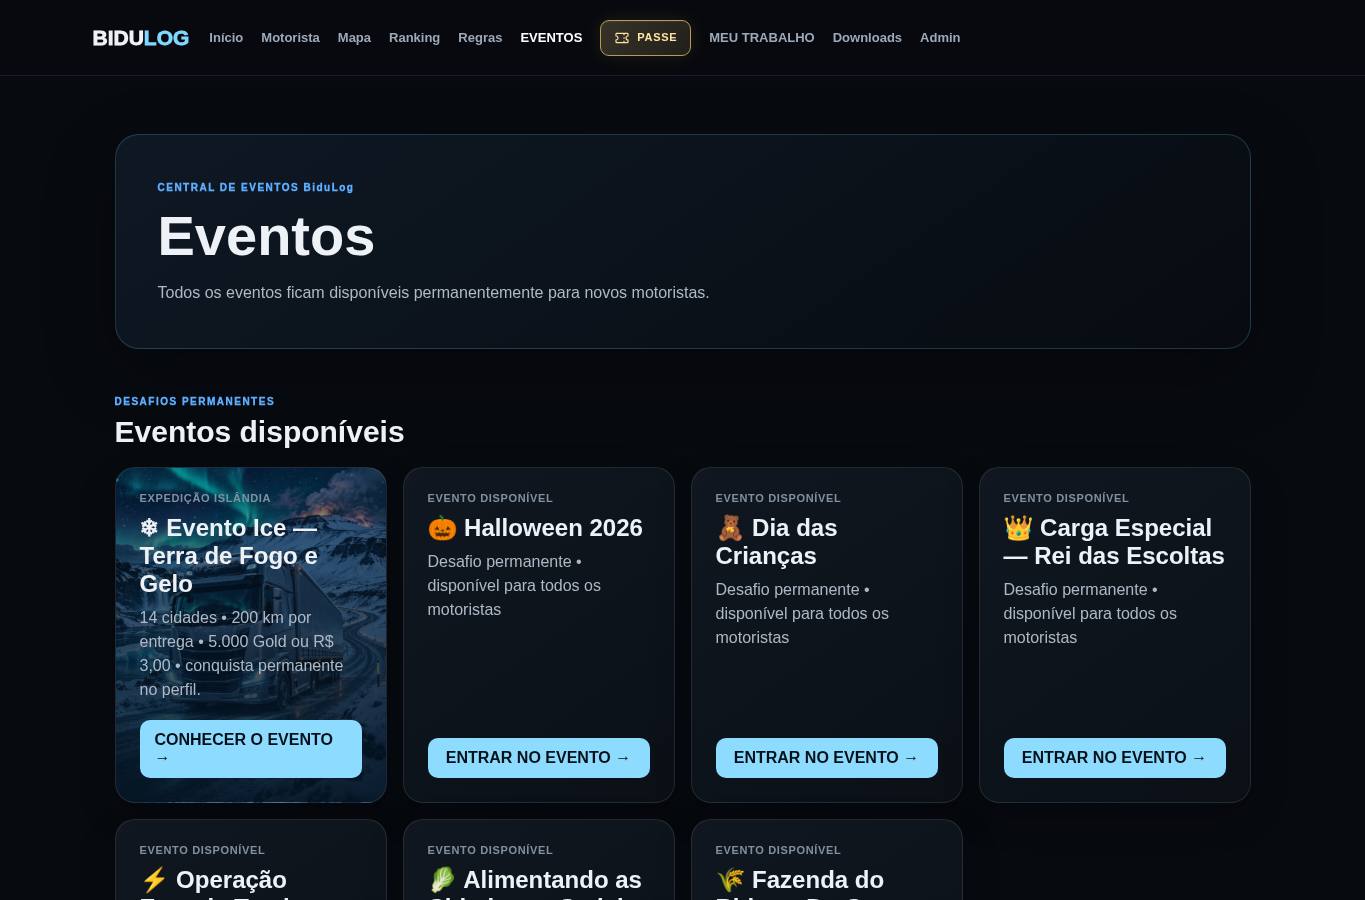 BIDULOG Início Motorista Mapa Ranking Regras EVENTOS PASSE MEU TRABALHO Downloads Admin
CENTRAL DE EVENTOS BiduLog
Eventos
Todos os eventos ficam disponíveis permanentemente para novos motoristas.
DESAFIOS PERMANENTES
Eventos disponíveis
EXPEDIÇÃO ISLÂNDIA
❄ Evento Ice —
Terra de Fogo e
Gelo
14 cidades • 200 km por
entrega • 5.000 Gold ou R$
3,00 • conquista permanente
no perfil.
CONHECER O EVENTO
→
EVENTO DISPONÍVEL
🎃 Halloween 2026
Desafio permanente •
disponível para todos os
motoristas
ENTRAR NO EVENTO →
EVENTO DISPONÍVEL
🧸 Dia das
Crianças
Desafio permanente •
disponível para todos os
motoristas
ENTRAR NO EVENTO →
EVENTO DISPONÍVEL
👑 Carga Especial
— Rei das Escoltas
Desafio permanente •
disponível para todos os
motoristas
ENTRAR NO EVENTO →
EVENTO DISPONÍVEL
⚡ Operação
EVENTO DISPONÍVEL
🥬 Alimentando as
EVENTO DISPONÍVEL
🌾 Fazenda do